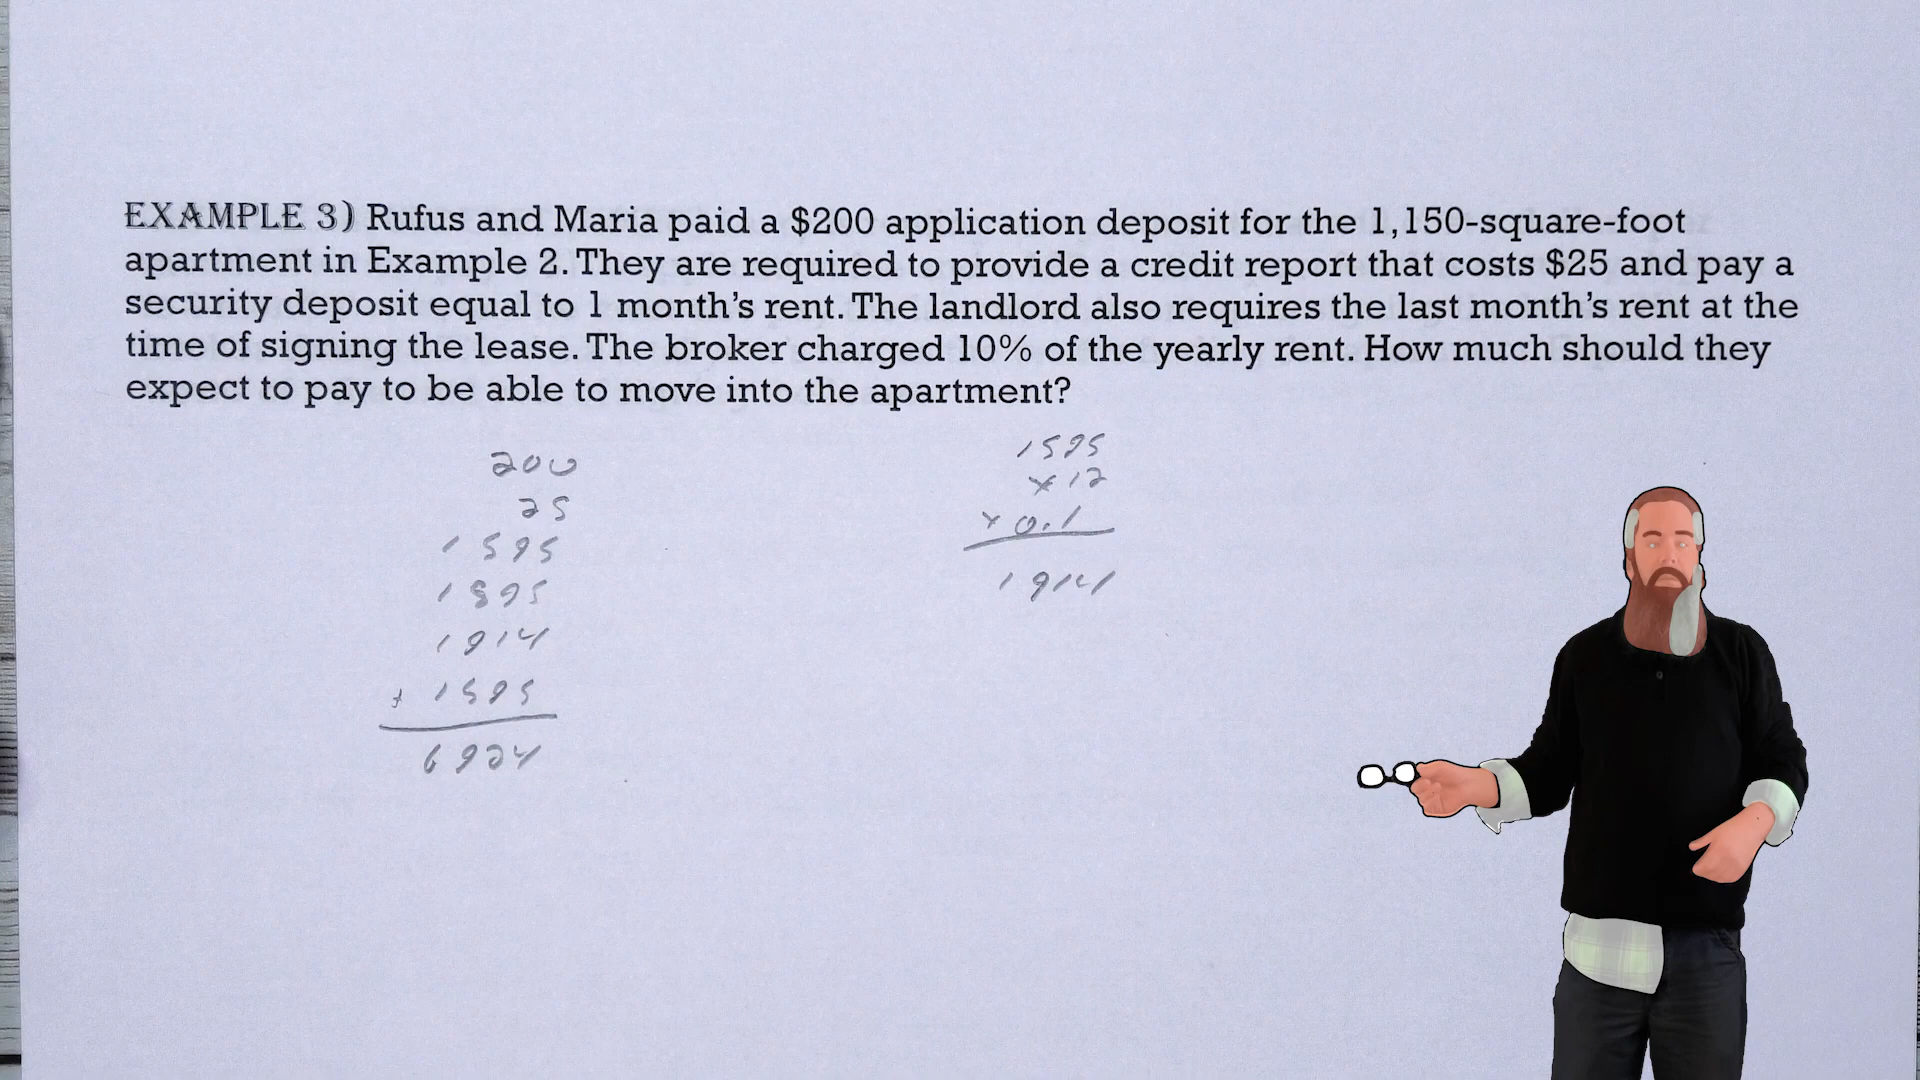 EXAMPLE 3) Rufus and Maria paid a $200 application deposit for the 1,150-square-foot
apartment in Example 2. They are required to provide a credit report that costs $25 and pay a
security deposit equal to 1 month’s rent. The landlord also requires the last month’s rent at the
time of signing the lease. The broker charged 10% of the yearly rent. How much should they
expect to pay to be able to move into the apartment?
200
25
1595
1595
1914
+ 1595
6924
1595
x 12
x 0.1
1914